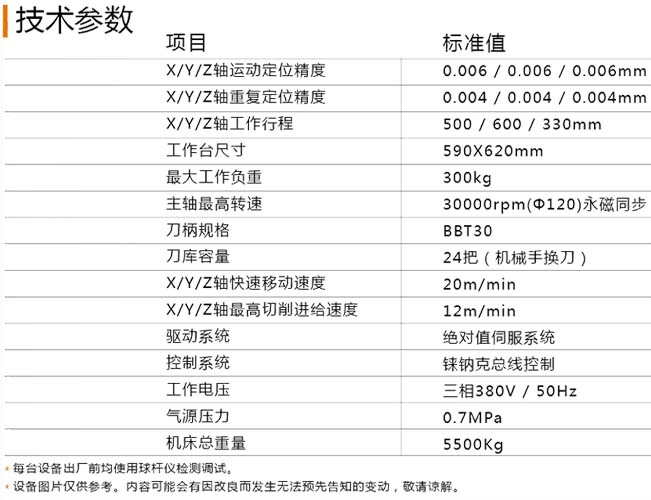 技术参数
项目 标准值
X/Y/Z轴运动定位精度 0.006 / 0.006 / 0.006mm
X/Y/Z轴重复定位精度 0.004 / 0.004 / 0.004mm
X/Y/Z轴工作行程 500 / 600 / 330mm
工作台尺寸 590X620mm
最大工作负重 300kg
主轴最高转速 30000rpm(Φ120)永磁同步
刀柄规格 BBT30
刀库容量 24把（机械手换刀）
X/Y/Z轴快速移动速度 20m/min
X/Y/Z轴最高切削进给速度 12m/min
驱动系统 绝对值伺服系统
控制系统 铼钠克总线控制
工作电压 三相380V / 50Hz
气源压力 0.7MPa
机床总重量 5500Kg
* 每台设备出厂前均使用球杆仪检测调试。
* 设备图片仅供参考。内容可能会有因改良而发生无法预先告知的变动，敬请谅解。